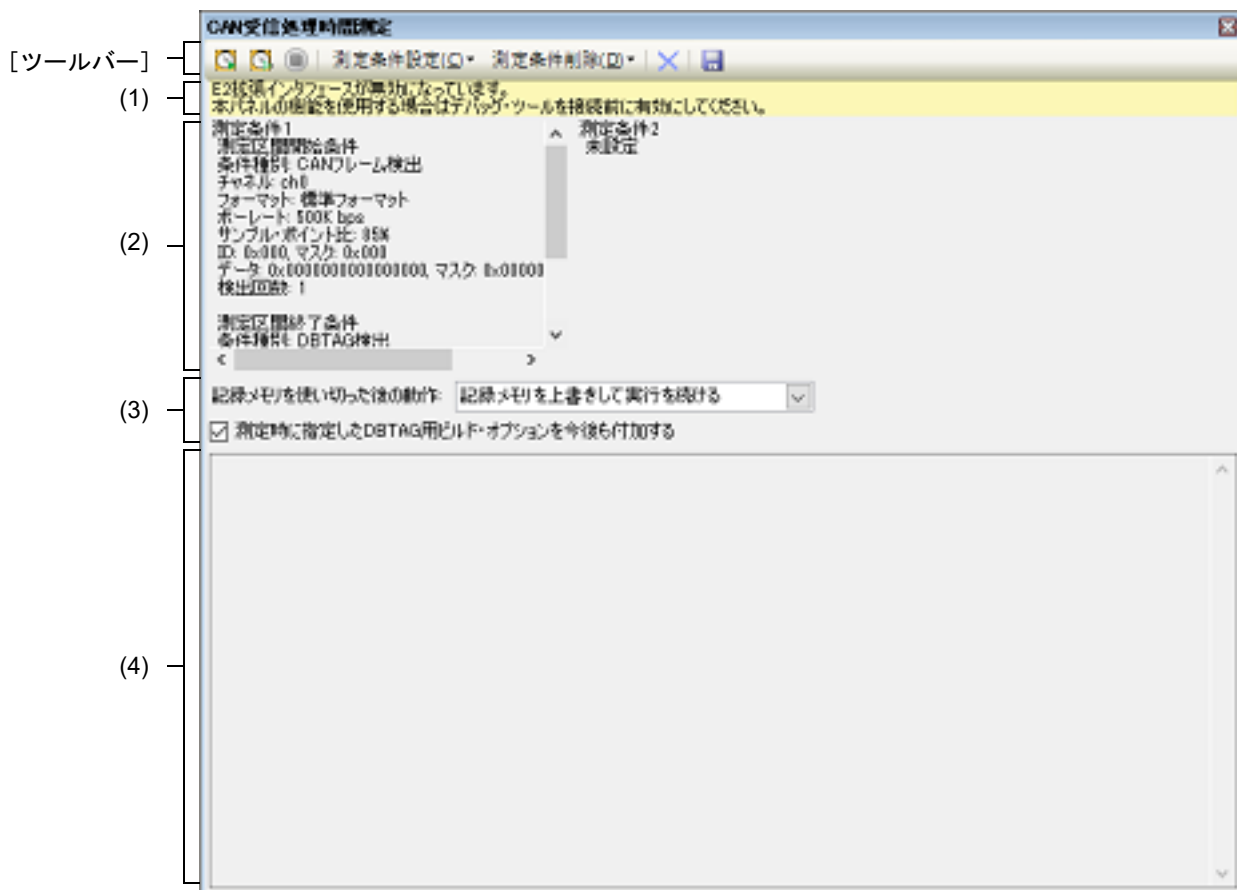 CAN受信処理時間測定
[ツールバー]
測定条件設定(C)
測定条件削除(D)
(1)
E2拡張インタフェースが無効になっています。
本パネルの機能を使用する場合はデバッグ・ツールを接続前に有効にしてください。
(2)
測定条件1
測定区間開始条件
条件種別: CANフレーム検出
チャネル: ch0
フォーマット: 標準フォーマット
ボーレート: 500K bps
サンプル・ポイント比: 85%
ID: 0x000, マスク: 0x000
データ: 0x0000000000000000, マスク: 0x00000
検出回数: 1
測定区間終了条件
条件種別: DBTAG検出
測定条件2
未設定
(3)
記録メモリを使い切った後の動作:
記録メモリを上書きして実行を続ける
測定時に指定したDBTAG用ビルド・オプションを今後も付加する
(4)